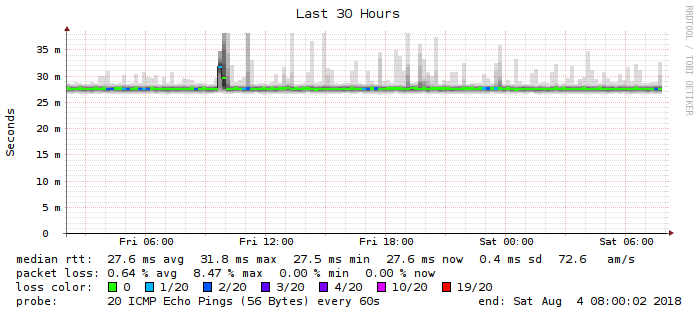 Last 30 Hours
RRDTOOL / TOBI OETIKER
Seconds
35 m
30 m
25 m
20 m
15 m
10 m
5 m
0
Fri 06:00 Fri 12:00 Fri 18:00 Sat 00:00 Sat 06:00
median rtt: 27.6 ms avg 31.8 ms max 27.5 ms min 27.6 ms now 0.4 ms sd 72.6 am/s
packet loss: 0.64 % avg 8.47 % max 0.00 % min 0.00 % now
loss color: 0 1/20 2/20 3/20 4/20 10/20 19/20
probe: 20 ICMP Echo Pings (56 Bytes) every 60s end: Sat Aug 4 08:00:02 2018